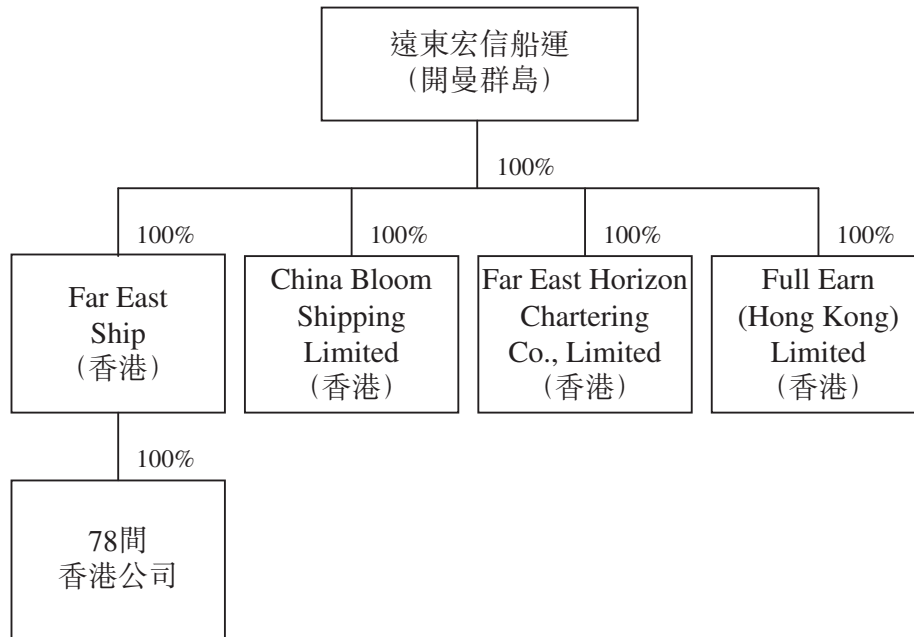 遠東宏信船運
(開曼群島)
100%
100%
100%
100%
100%
Far East
Ship
(香港)
China Bloom
Shipping
Limited
(香港)
Far East Horizon
Chartering
Co., Limited
(香港)
Full Earn
(Hong Kong)
Limited
(香港)
100%
78間
香港公司